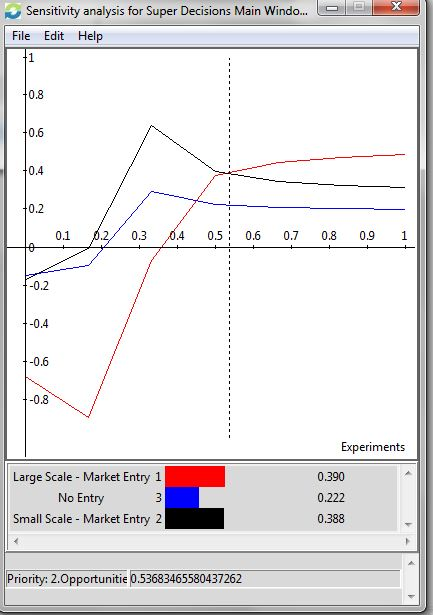 Sensitivity analysis for Super Decisions Main Windo...
File Edit Help
1
0.8
0.6
0.4
0.2
0 0.1 0.2 0.3 0.4 0.5 0.6 0.7 0.8 0.9 1
-0.2
-0.4
-0.6
-0.8
Experiments
Large Scale - Market Entry 1 0.390
No Entry 3 0.222
Small Scale - Market Entry 2 0.388
Priority: 2.Opportunitie 0.53683465580437262